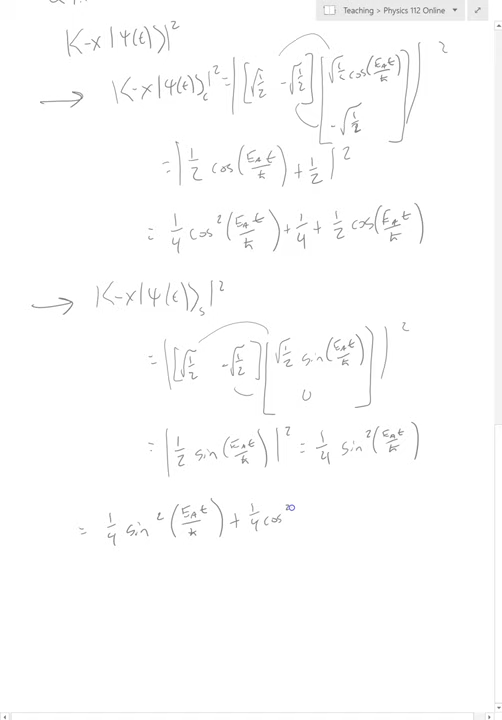 Teaching > Physics 112 Online
|<-x|Ψ(t)>|²
→ |<-x|Ψ(t)>_c|² = |[√½ -√½] [√½ cos(E_A t/ħ) -√½]|²
= |½ cos(E_A t/ħ) + ½|²
= ¼ cos²(E_A t/ħ) + ¼ + ½ cos(E_A t/ħ)
→ |<-x|Ψ(t)>_s|²
= |[√½ -√½] [√½ sin(E_A t/ħ) 0]|²
= |½ sin(E_A t/ħ)|² = ¼ sin²(E_A t/ħ)
= ¼ sin²(E_A t/ħ) + ¼ cos²